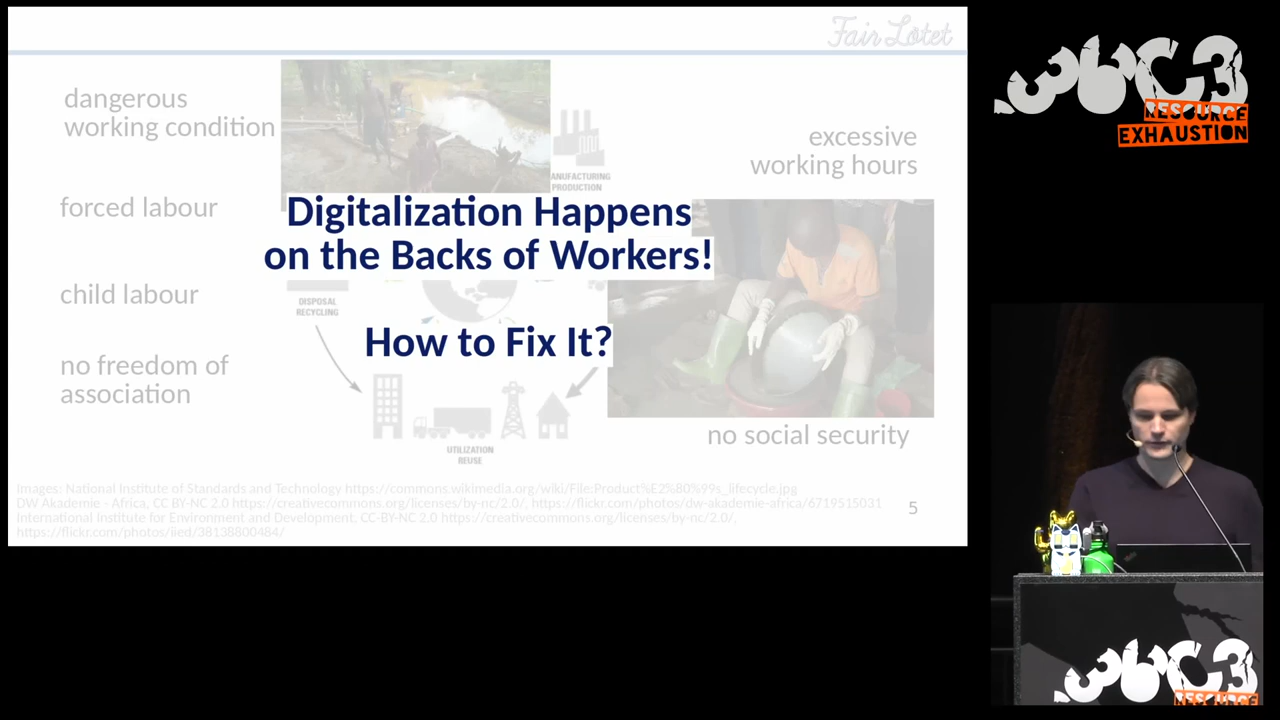 Fair Lötet
dangerous
working condition
excessive
working hours
MANUFACTURING
PRODUCTION
forced labour
Digitalization Happens
on the Backs of Workers!
child labour
DISPOSAL
RECYCLING
How to Fix It?
no freedom of
association
no social security
UTILIZATION
REUSE
Images: National Institute of Standards and Technology https://commons.wikimedia.org/wiki/File:Product%E2%80%99s_lifecycle.jpg
DW Akademie - Africa, CC BY-NC 2.0 https://creativecommons.org/licenses/by-nc/2.0/, https://flickr.com/photos/dw-akademie-africa/6719515031
International Institute for Environment and Development, CC-BY-NC 2.0 https://creativecommons.org/licenses/by-nc/2.0/,
https://flickr.com/photos/iied/38138800484/
5
36C3
RESOURCE
EXHAUSTION
36C3
RESOURCE